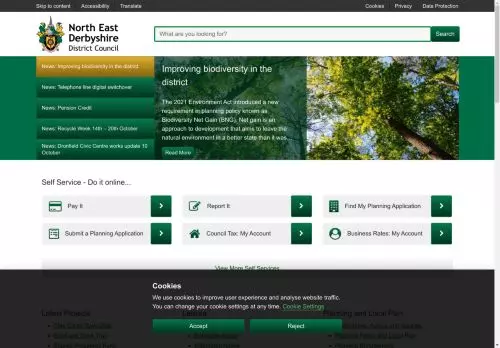 Skip to content Accessibility Translate Cookies Privacy Data Protection
North East
Derbyshire
District Council
What are you looking for? Search
News: Improving biodiversity in the district
News: Telephone line digital switchover
News: Pension Credit
News: Recycle Week 14th - 20th October
News: Dronfield Civic Centre works update 10
October
Improving biodiversity in the
district
The 2021 Environment Act introduced a new
requirement in planning policy known as
Biodiversity Net Gain (BNG). Net gain is an
approach to development that aims to leave the
natural environment in a better state than it was...
Read More
Self Service - Do it online...
Pay It
Report It
Find My Planning Application
Submit a Planning Application
Council Tax: My Account
Business Rates: My Account
View More Self Services
Cookies
We use cookies to improve user experience and analyse website traffic.
You can change your cookie settings at any time. Cookie Settings
Accept Reject
Planning and Local Plan